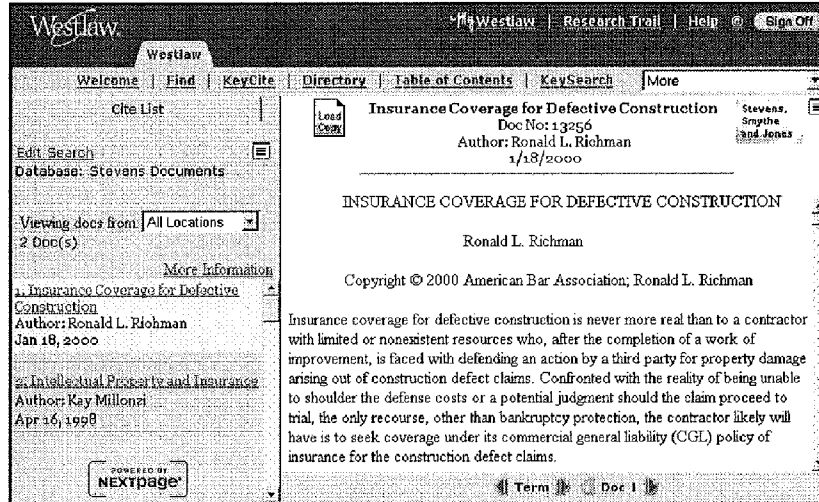 Westlaw.
Westlaw | Research Trail | Help Sign Off
Westlaw
Welcome | Find | KeyCite | Directory | Table of Contents | KeySearch More
Cite List
Edit Search
Database: Stevens Documents
Viewing docs from: All Locations
2 Doc(s)
More Information
1. Insurance Coverage for Defective
Construction
Author: Ronald L. Richman
Jan 18, 2000
2. Intellectual Property and Insurance
Author: Kay Millonzi
Apr 16, 1998
POWERED BY
NEXTpage
Load
Copy
Insurance Coverage for Defective Construction
Doc No: 13256
Author: Ronald L. Richman
1/18/2000
Stevens,
Smythe
and Jones
INSURANCE COVERAGE FOR DEFECTIVE CONSTRUCTION
Ronald L. Richman
Copyright © 2000 American Bar Association; Ronald L. Richman
Insurance coverage for defective construction is never more real than to a contractor
with limited or nonexistent resources who, after the completion of a work of
improvement, is faced with defending an action by a third party for property damage
arising out of construction defect claims. Confronted with the reality of being unable
to shoulder the defense costs or a potential judgment should the claim proceed to
trial, the only recourse, other than bankruptcy protection, the contractor likely will
have is to seek coverage under its commercial general liability (CGL) policy of
insurance for the construction defect claims.
Term Doc 1